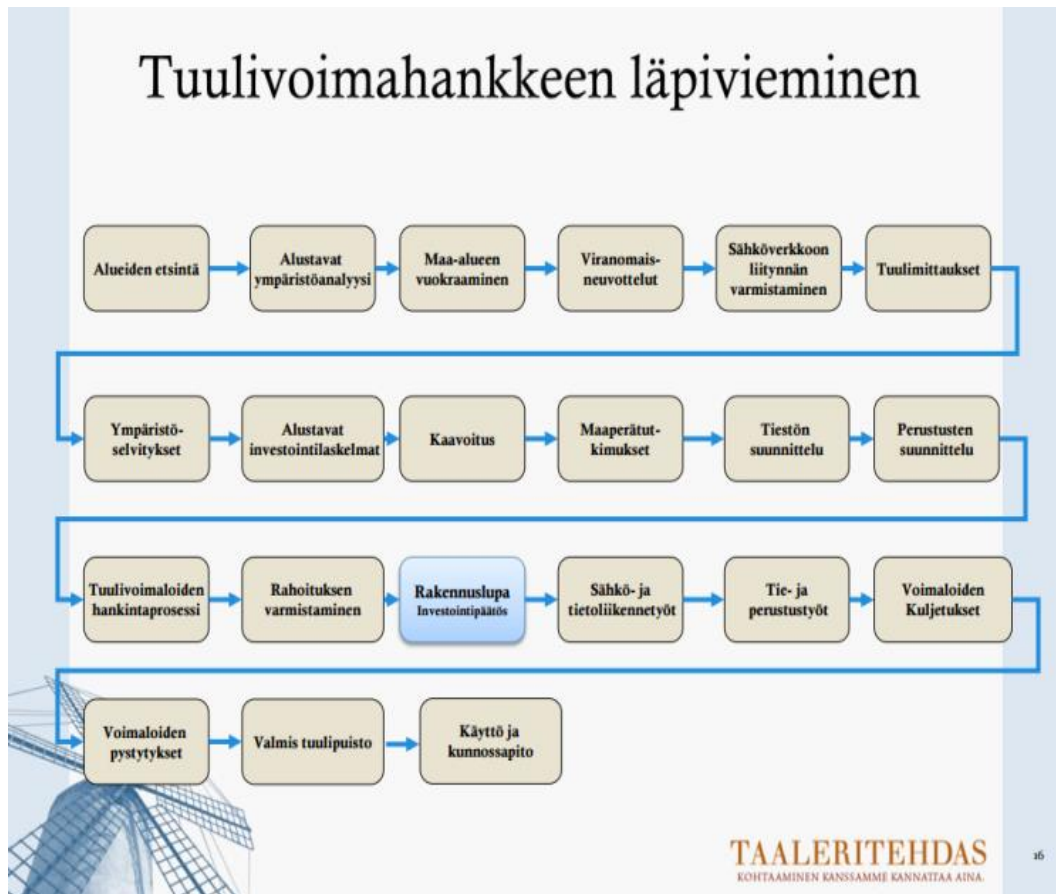 Tuulivoimahankkeen läpivieminen
Alueiden etsintä
Alustavat
ympäristöanalyysi
Maa-alueen
vuokraaminen
Viranomais-
neuvottelut
Sähköverkkoon
liitynnän
varmistaminen
Tuulimittaukset
Ympäristö-
selvitykset
Alustavat
investointilaskelmat
Kaavoitus
Maaperätut-
kimukset
Tiestön
suunnittelu
Perustusten
suunnittelu
Tuulivoimaloiden
hankintaprosessi
Rahoituksen
varmistaminen
Rakennuslupa
Investointipäätös
Sähkö- ja
tietoliikennetyöt
Tie- ja
perustustyöt
Voimaloiden
Kuljetukset
Voimaloiden
pystytykset
Valmis tuulipuisto
Käyttö ja
kunnossapito
TAALERITEHDAS
KOHTAAMINEN KANSSAMME KANNATTAA AINA.
16